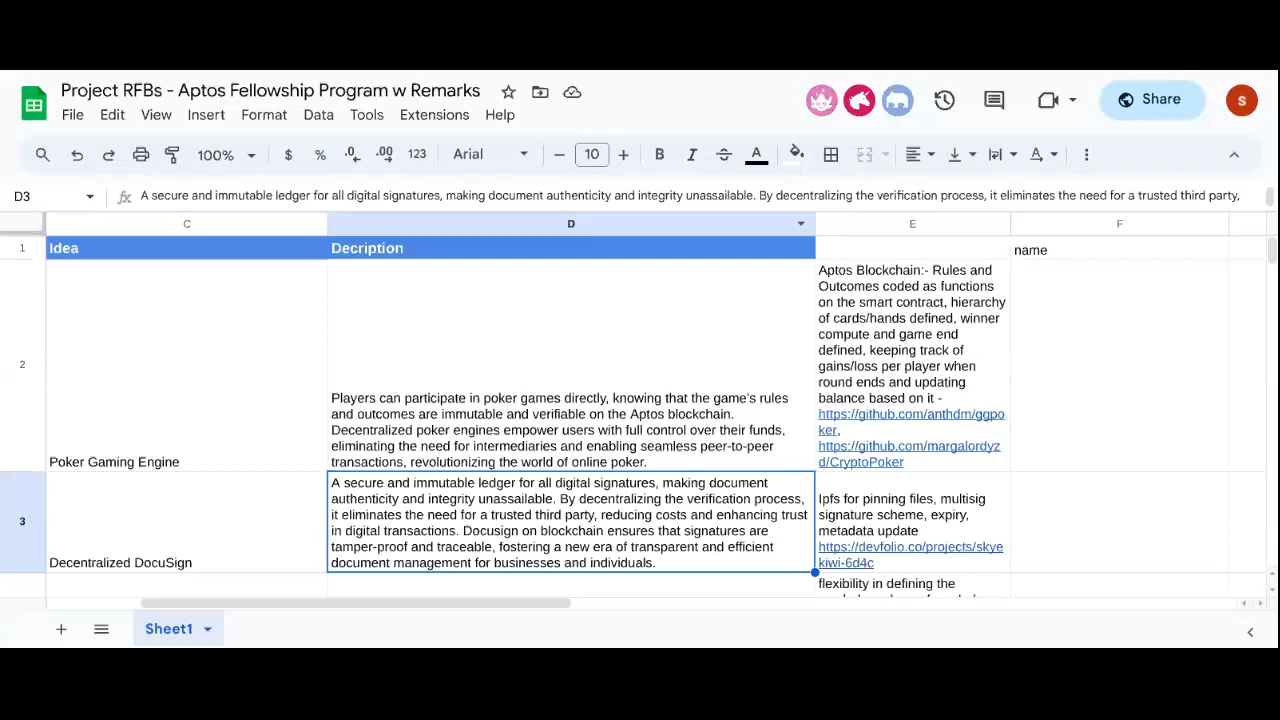 Project RFBs - Aptos Fellowship Program w Remarks
File Edit View Insert Format Data Tools Extensions Help
Share
S
100%
$ % .0 .00 123
Arial
10
B I A
D3
fx A secure and immutable ledger for all digital signatures, making document authenticity and integrity unassailable. By decentralizing the verification process, it eliminates the need for a trusted third party,
C D E F
1
Idea
Decription
name
2
Poker Gaming Engine
Players can participate in poker games directly, knowing that the game's rules
and outcomes are immutable and verifiable on the Aptos blockchain.
Decentralized poker engines empower users with full control over their funds,
eliminating the need for intermediaries and enabling seamless peer-to-peer
transactions, revolutionizing the world of online poker.
Aptos Blockchain:- Rules and
Outcomes coded as functions
on the smart contract, hierarchy
of cards/hands defined, winner
compute and game end
defined, keeping track of
gains/loss per player when
round ends and updating
balance based on it -
https://github.com/anthdm/ggpo
ker,
https://github.com/margalordyz
d/CryptoPoker
3
Decentralized DocuSign
A secure and immutable ledger for all digital signatures, making document
authenticity and integrity unassailable. By decentralizing the verification process,
it eliminates the need for a trusted third party, reducing costs and enhancing trust
in digital transactions. Docusign on blockchain ensures that signatures are
tamper-proof and traceable, fostering a new era of transparent and efficient
document management for businesses and individuals.
Ipfs for pinning files, multisig
signature scheme, expiry,
metadata update
https://devfolio.co/projects/skye
kiwi-6d4c
flexibility in defining the
Sheet1